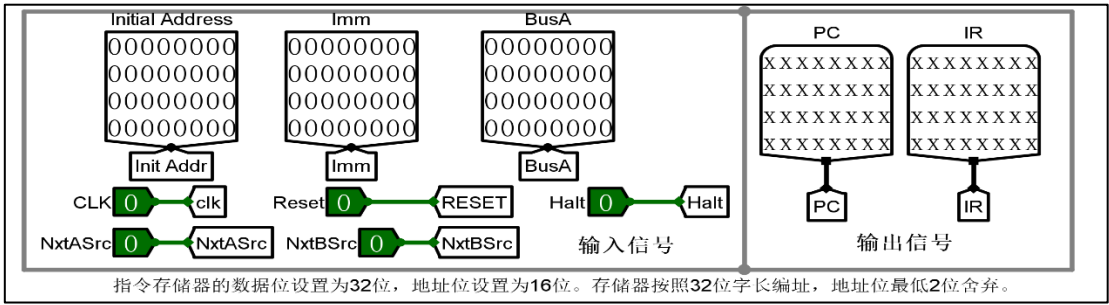 Initial Address Imm BusA PC IR
00000000 00000000 00000000 xxxxxxxx xxxxxxxx
00000000 00000000 00000000 xxxxxxxx xxxxxxxx
00000000 00000000 00000000 xxxxxxxx xxxxxxxx
00000000 00000000 00000000 xxxxxxxx xxxxxxxx
Init Addr Imm BusA
CLK 0 clk Reset 0 RESET Halt 0 Halt PC IR
NxtASrc 0 NxtASrc NxtBSrc 0 NxtBSrc 输入信号 输出信号
指令存储器的数据位设置为32位，地址位设置为16位。存储器按照32位字长编址，地址位最低2位舍弃。